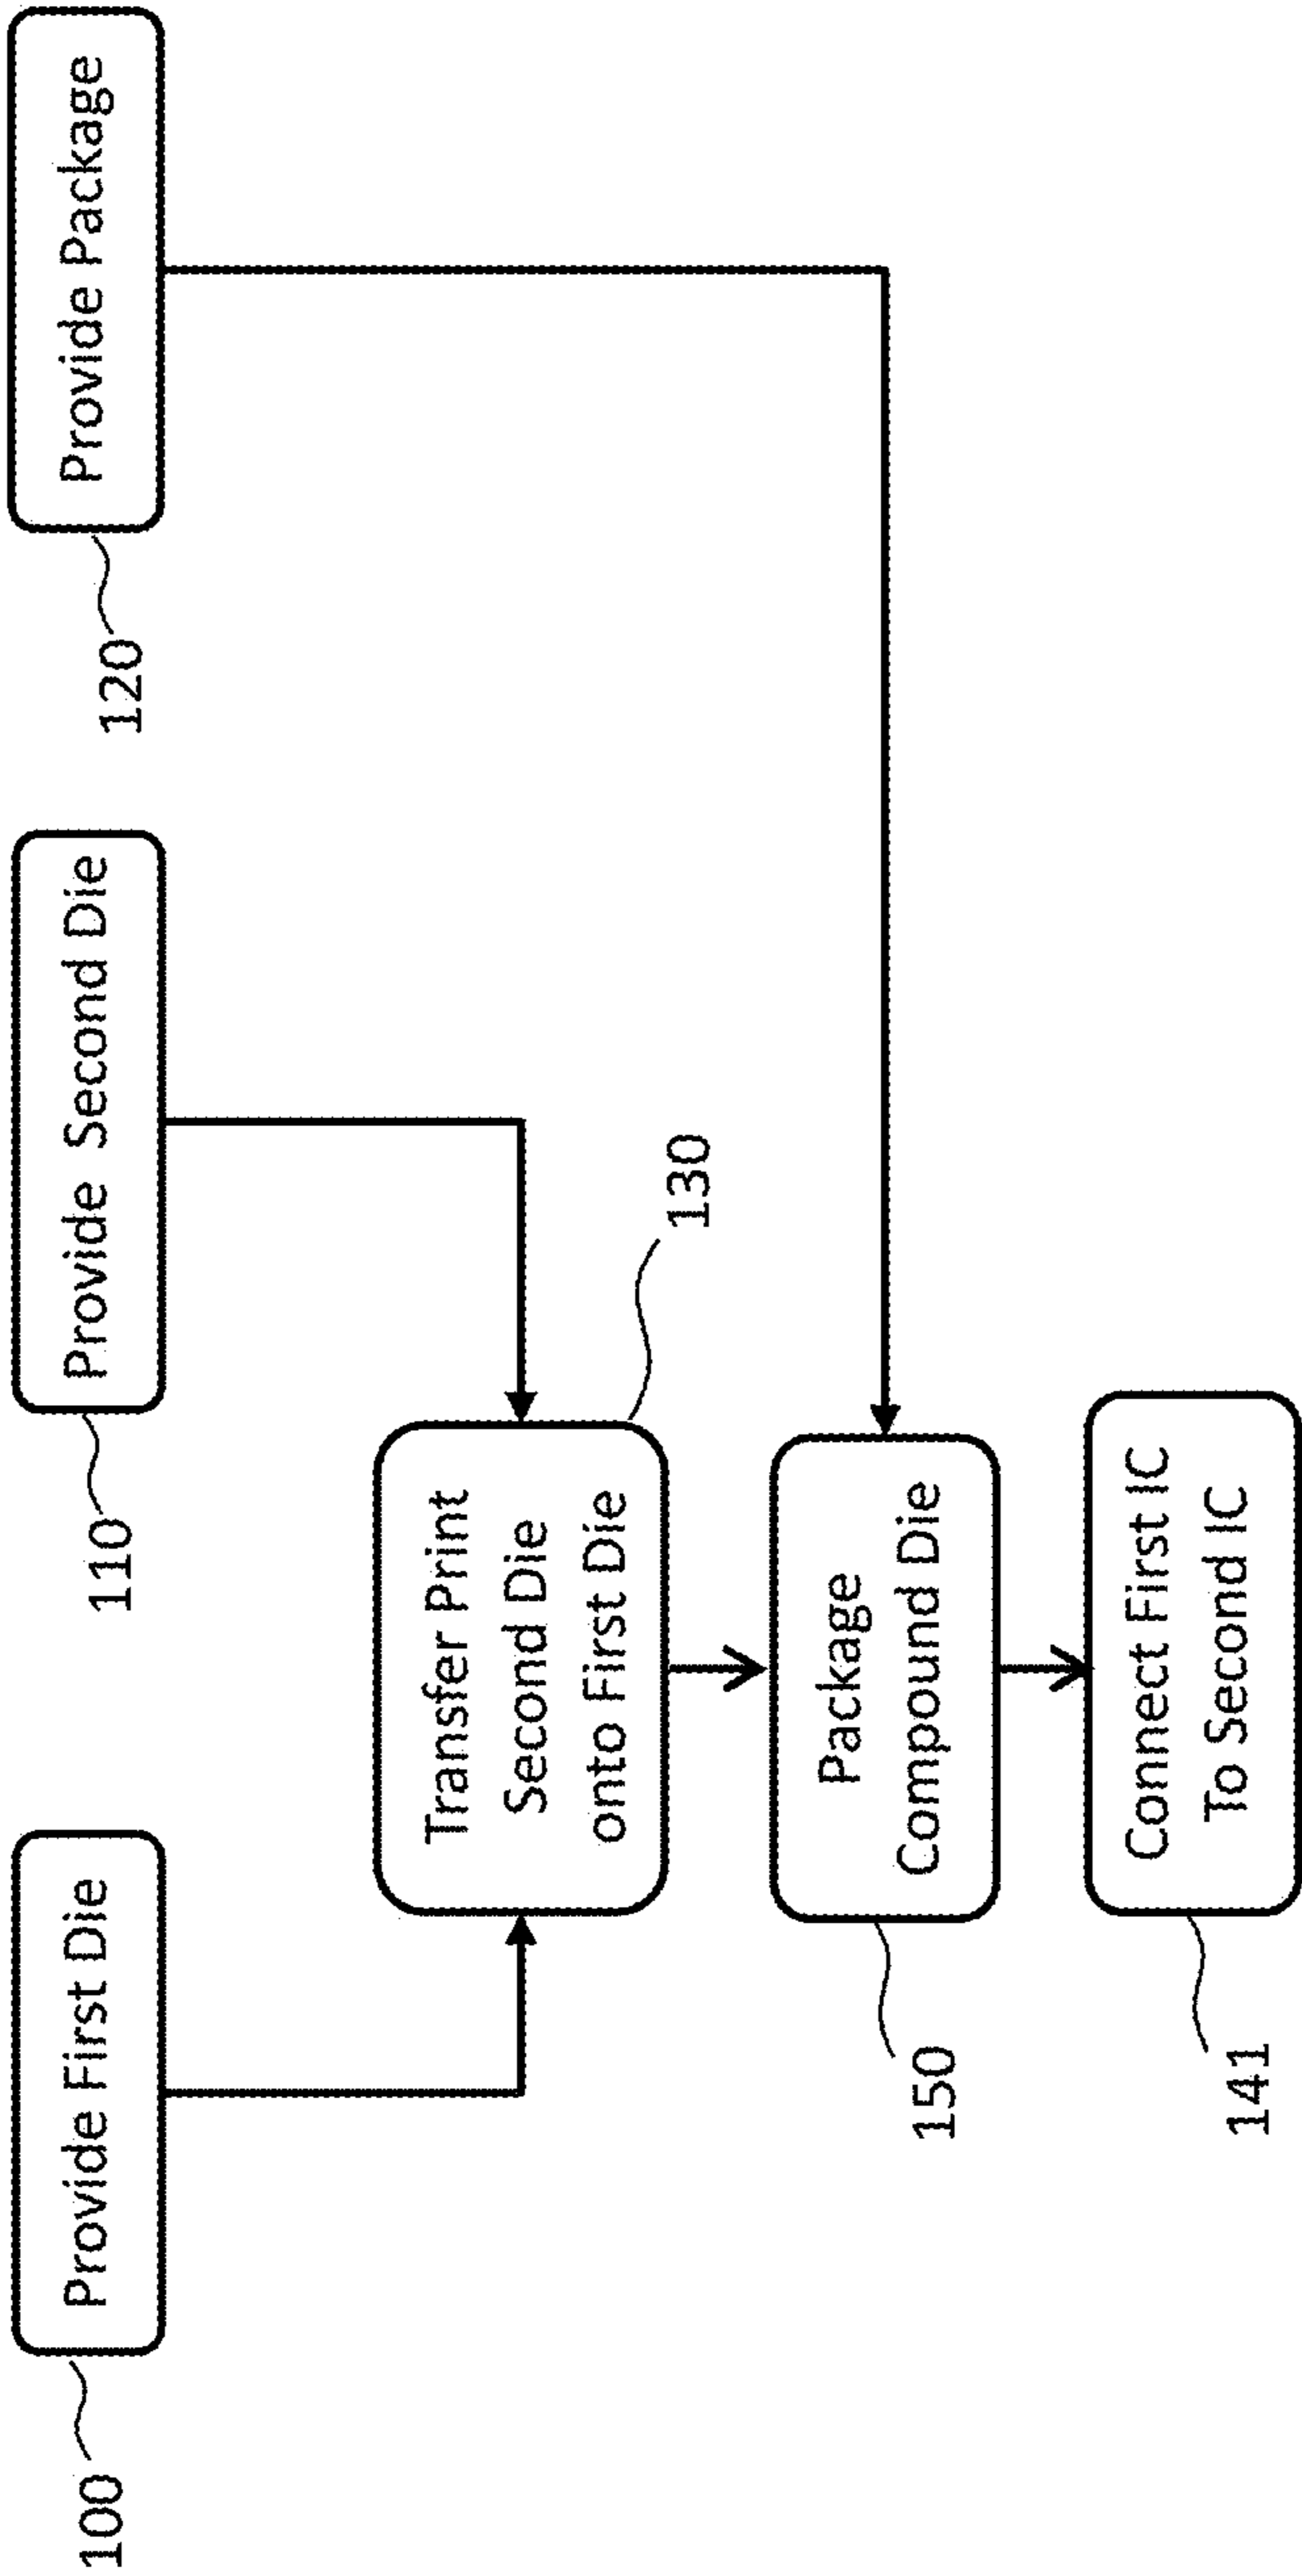 100
Provide First Die
110
Provide Second Die
120
Provide Package
Transfer Print
Second Die
onto First Die
130
150
Package
Compound Die
141
Connect First IC
To Second IC